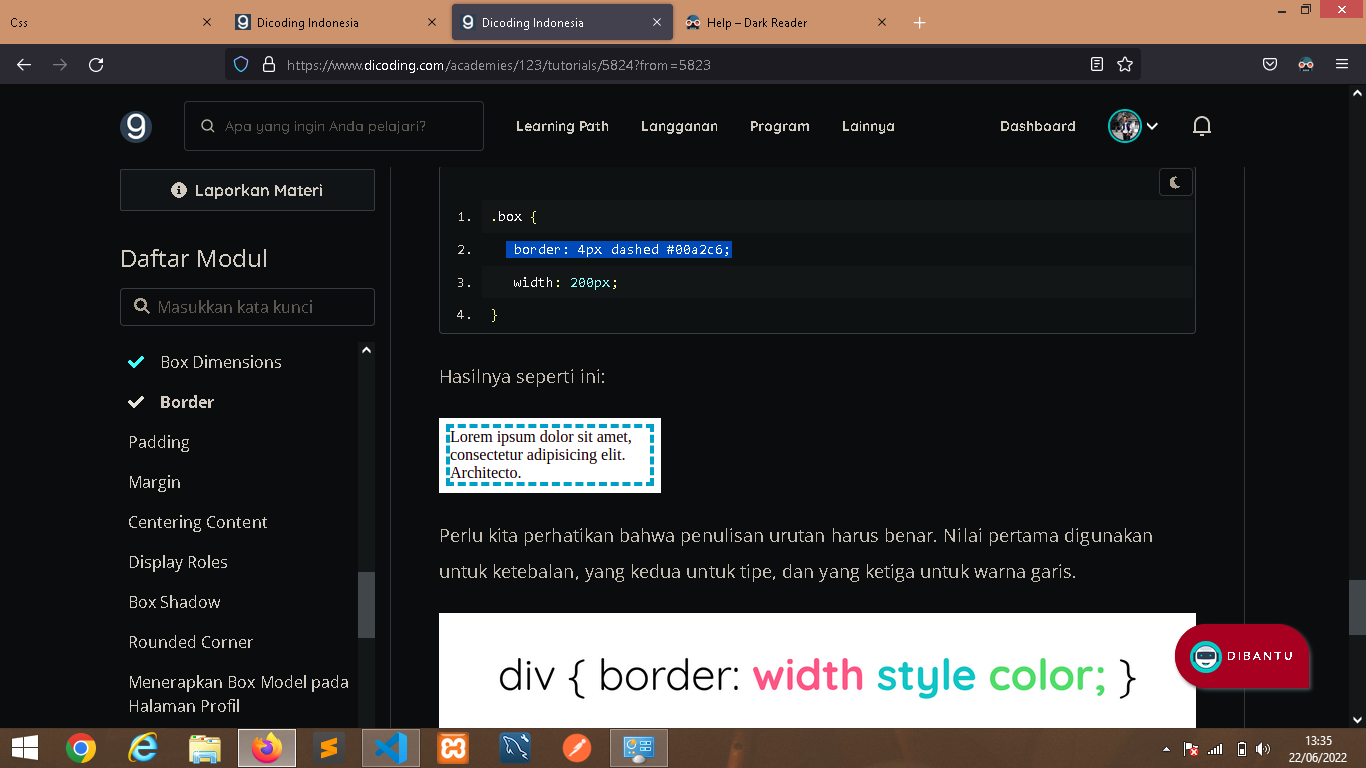 Css
Dicoding Indonesia
Dicoding Indonesia
Help – Dark Reader
https://www.dicoding.com/academies/123/tutorials/5824?from=5823
Apa yang ingin Anda pelajari?
Learning Path
Langganan
Program
Lainnya
Dashboard
Laporkan Materi
Daftar Modul
Masukkan kata kunci
Box Dimensions
Border
Padding
Margin
Centering Content
Display Roles
Box Shadow
Rounded Corner
Menerapkan Box Model pada
Halaman Profil
1. .box {
2. border: 4px dashed #00a2c6;
3. width: 200px;
4. }
Hasilnya seperti ini:
Lorem ipsum dolor sit amet,
consectetur adipisicing elit.
Architecto.
Perlu kita perhatikan bahwa penulisan urutan harus benar. Nilai pertama digunakan
untuk ketebalan, yang kedua untuk tipe, dan yang ketiga untuk warna garis.
div { border: width style color; }
DIBANTU
13:35
22/06/2022